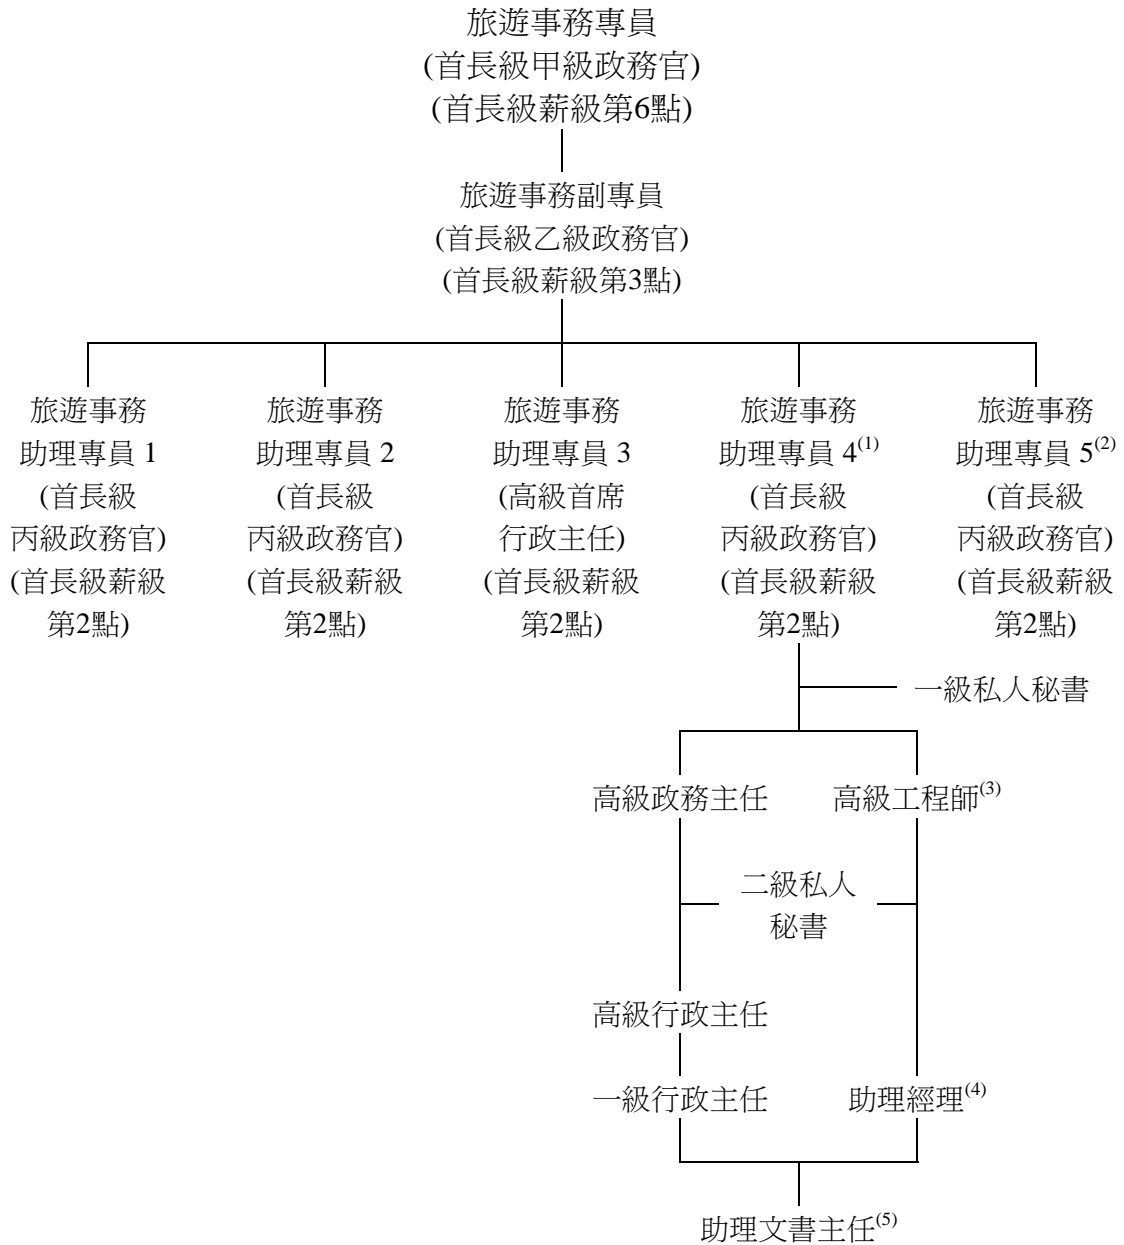 旅遊事務專員
(首長級甲級政務官)
(首長級薪級第6點)
旅遊事務副專員
(首長級乙級政務官)
(首長級薪級第3點)
旅遊事務
助理專員 1
(首長級
丙級政務官)
(首長級薪級
第2點)
旅遊事務
助理專員 2
(首長級
丙級政務官)
(首長級薪級
第2點)
旅遊事務
助理專員 3
(高級首席
行政主任)
(首長級薪級
第2點)
旅遊事務
助理專員 4(1)
(首長級
丙級政務官)
(首長級薪級
第2點)
旅遊事務
助理專員 5(2)
(首長級
丙級政務官)
(首長級薪級
第2點)
一級私人秘書
高級政務主任
高級工程師(3)
二級私人
秘書
高級行政主任
一級行政主任
助理經理(4)
助理文書主任(5)